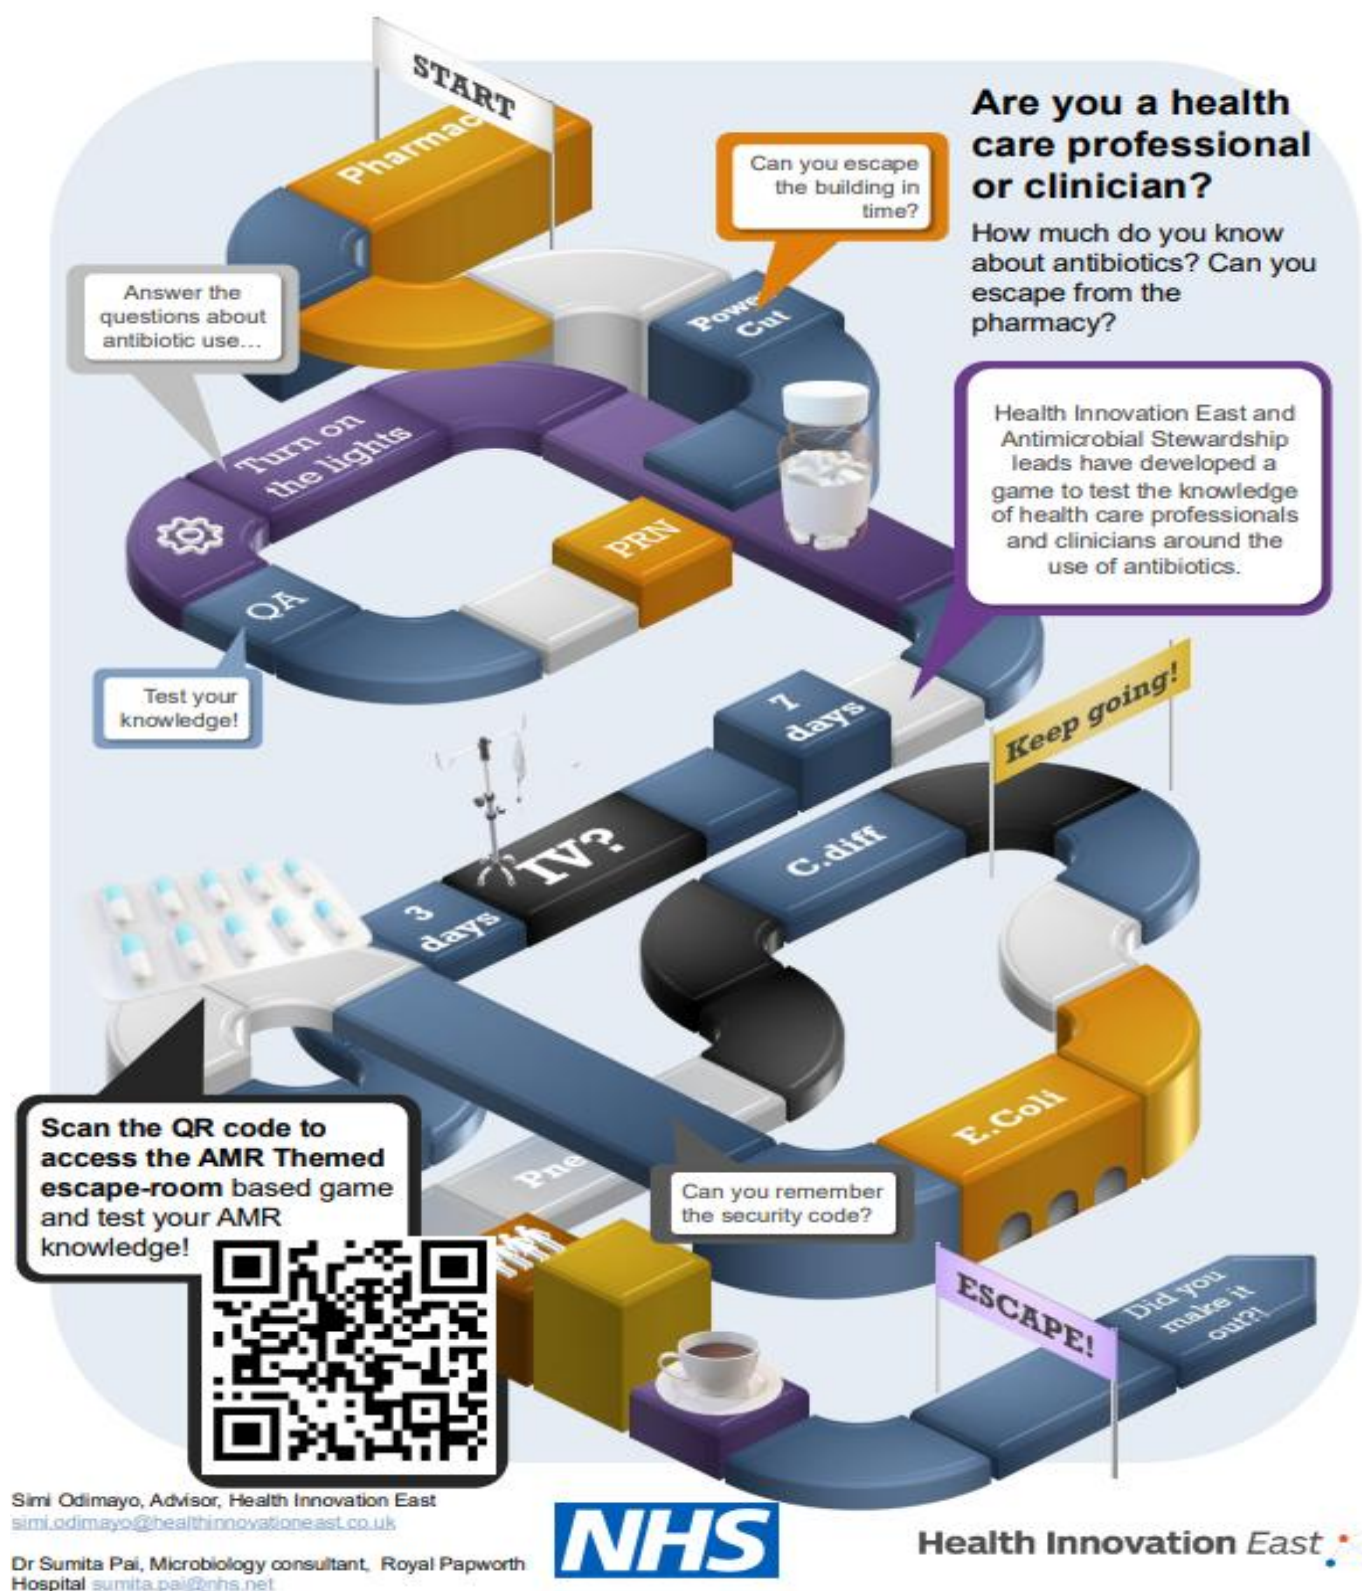 START
Pharmac
Are you a health
care professional
or clinician?
How much do you know
about antibiotics? Can you
escape from the
pharmacy?
Can you escape
the building in
time?
Answer the
questions about
antibiotic use...
Power
Cut
Health Innovation East and
Antimicrobial Stewardship
leads have developed a
game to test the knowledge
of health care professionals
and clinicians around the
use of antibiotics.
Turn on
the lights
PRN
QA
Test your
knowledge!
7
days
Keep going!
IV?
C.diff
3
days
E.Coli
Scan the QR code to
access the AMR Themed
escape-room based game
and test your AMR
knowledge!
Pne
Can you remember
the security code?
ESCAPE!
Did you
make it
out?!
Simi Odimayo, Advisor, Health Innovation East
simi.odimayo@healthinnovationeast.co.uk
Dr Sumita Pai, Microbiology consultant, Royal Papworth
Hospital sumita.pai@nhs.net
NHS
Health Innovation East